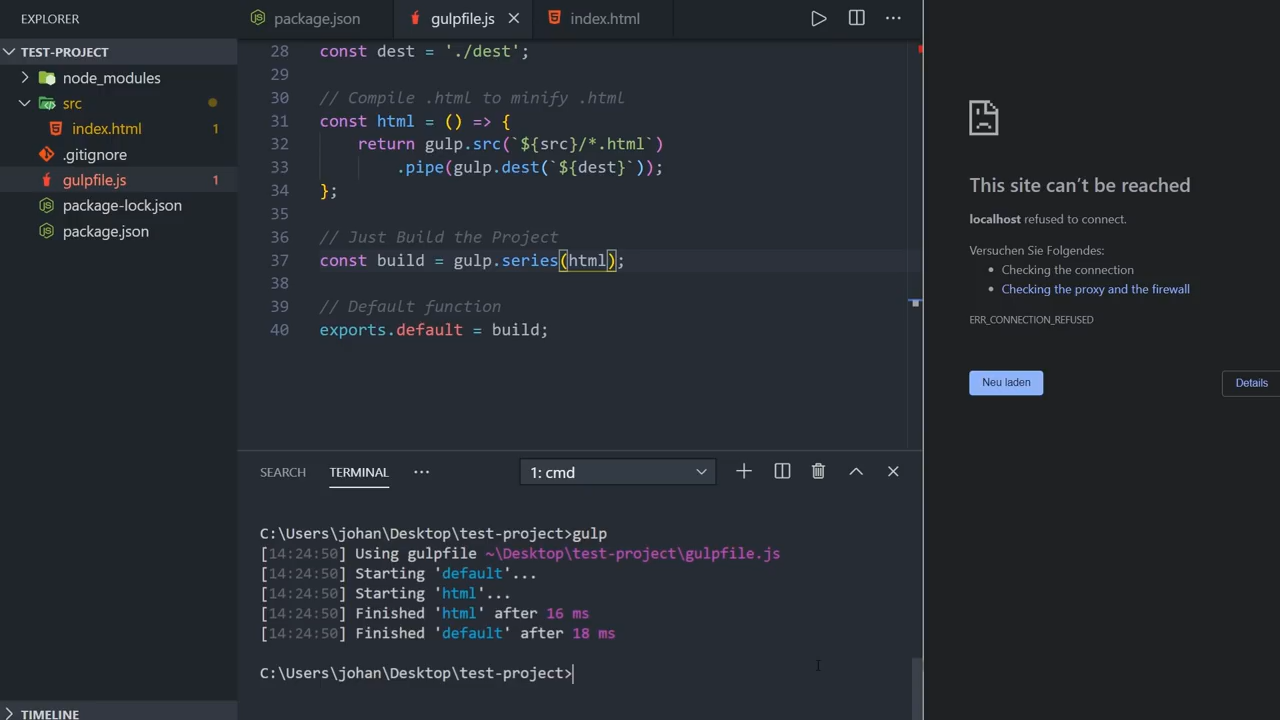 EXPLORER
package.json
gulpfile.js
index.html
TEST-PROJECT
node_modules
src
index.html 1
.gitignore
gulpfile.js 1
package-lock.json
package.json
TIMELINE
28 const dest = './dest';
29
30 // Compile .html to minify .html
31 const html = () => {
32 return gulp.src(`${src}/*.html`)
33 .pipe(gulp.dest(`${dest}`));
34 };
35
36 // Just Build the Project
37 const build = gulp.series(html);
38
39 // Default function
40 exports.default = build;
SEARCH TERMINAL 1: cmd
C:\Users\johan\Desktop\test-project>gulp
[14:24:50] Using gulpfile ~\Desktop\test-project\gulpfile.js
[14:24:50] Starting 'default'...
[14:24:50] Starting 'html'...
[14:24:50] Finished 'html' after 16 ms
[14:24:50] Finished 'default' after 18 ms
C:\Users\johan\Desktop\test-project>
This site can't be reached
localhost refused to connect.
Versuchen Sie Folgendes:
• Checking the connection
• Checking the proxy and the firewall
ERR_CONNECTION_REFUSED
Neu laden
Details